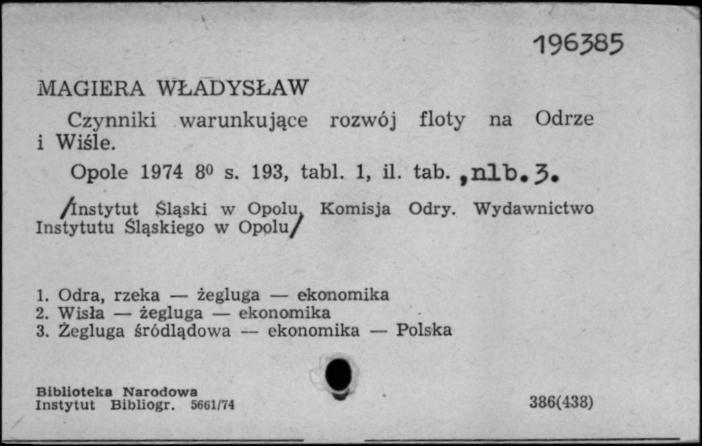 196385
MAGIERA WŁADYSŁAW
Czynniki warunkujące rozwój floty na Odrze
i Wiśle.
Opole 1974 8⁰ s. 193, tabl. 1, il. tab. ,nlb.3.
/Instytut Śląski w Opolu, Komisja Odry. Wydawnictwo
Instytutu Śląskiego w Opolu/
1. Odra, rzeka — żegluga — ekonomika
2. Wisła — żegluga — ekonomika
3. Żegluga śródlądowa — ekonomika — Polska
Biblioteka Narodowa
Instytut Bibliogr. 5661/74
386(438)